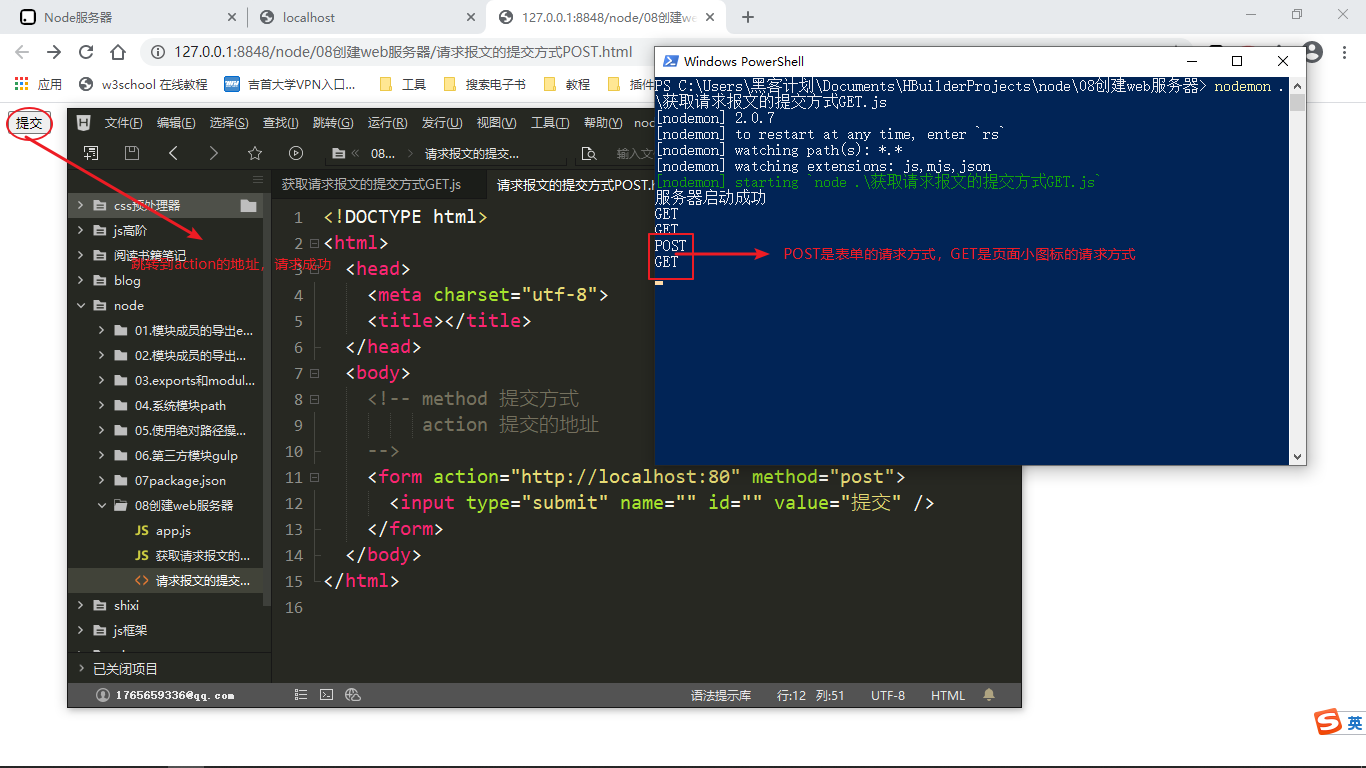 Node服务器
localhost
127.0.0.1:8848/node/08创建we
127.0.0.1:8848/node/08创建web服务器/请求报文的提交方式POST.html
应用
w3school 在线教程
吉首大学VPN入口...
工具
搜索电子书
教程
插件
提交
跳转到action的地址，请求成功
文件(F) 编辑(E) 选择(S) 查找(I) 跳转(G) 运行(R) 发行(U) 视图(V) 工具(T) 帮助(Y)
08... 请求报文的提交... 输入文
css预处理器
js高阶
阅读书籍笔记
blog
node
01.模块成员的导出e...
02.模块成员的导出...
03.exports和modul...
04.系统模块path
05.使用绝对路径操...
06.第三方模块gulp
07package.json
08创建web服务器
JS app.js
JS 获取请求报文的...
<> 请求报文的提交...
shixi
js框架
已关闭项目
获取请求报文的提交方式GET.js
请求报文的提交方式POST.
1 <!DOCTYPE html>
2 <html>
3 <head>
4 <meta charset="utf-8">
5 <title></title>
6 </head>
7 <body>
8 <!-- method 提交方式
9 action 提交的地址
10 -->
11 <form action="http://localhost:80" method="post">
12 <input type="submit" name="" id="" value="提交" />
13 </form>
14 </body>
15 </html>
16
1765659336@qq.com
语法提示库 行:12 列:51 UTF-8 HTML
Windows PowerShell
PS C:\Users\黑客计划\Documents\HBuilderProjects\node\08创建web服务器> nodemon .
\获取请求报文的提交方式GET.js
[nodemon] 2.0.7
[nodemon] to restart at any time, enter `rs`
[nodemon] watching path(s): *.*
[nodemon] watching extensions: js,mjs,json
[nodemon] starting `node .\获取请求报文的提交方式GET.js`
服务器启动成功
GET
GET
POST
GET
POST是表单的请求方式，GET是页面小图标的请求方式
英